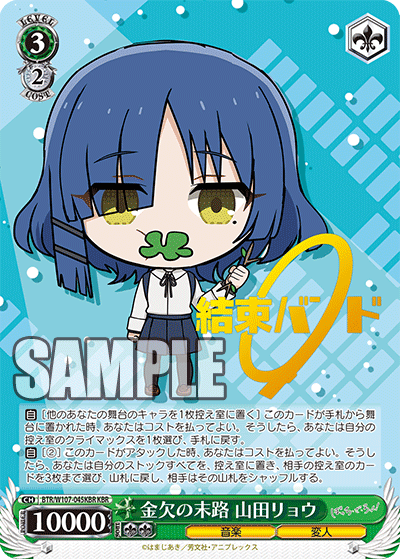 LEVEL
3
2
COST
結束バンド
SAMPLE
自 [他のあなたの舞台のキャラを1枚控え室に置く] このカードが手札から舞台
に置かれた時、あなたはコストを払ってよい。そうしたら、あなたは自分の
控え室のクライマックスを1枚選び、手札に戻す。
自 [②] このカードがアタックした時、あなたはコストを払ってよい。そうし
たら、あなたは自分のストックすべてを、控え室に置き、相手の控え室のカー
ドを3枚まで選び、山札に戻し、相手はその山札をシャッフルする。
CH BTR/W107-045KBR KBR
金欠の末路 山田リョウ
10000
音楽
変人
©はまじあき／芳文社・アニプレックス